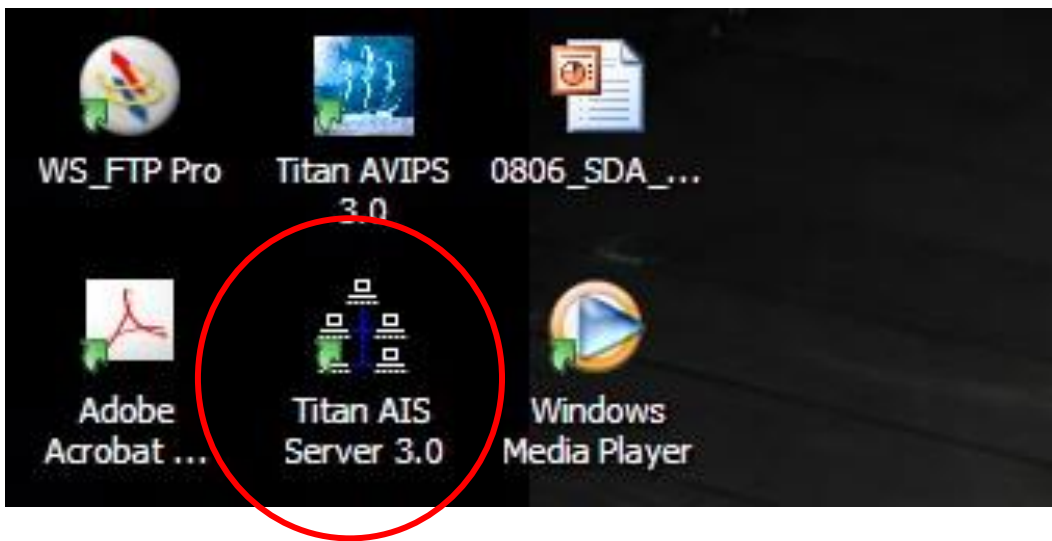 WS_FTP Pro
Titan AVIPS
3.0
0806_SDA_...
Adobe
Acrobat ...
Titan AIS
Server 3.0
Windows
Media Player